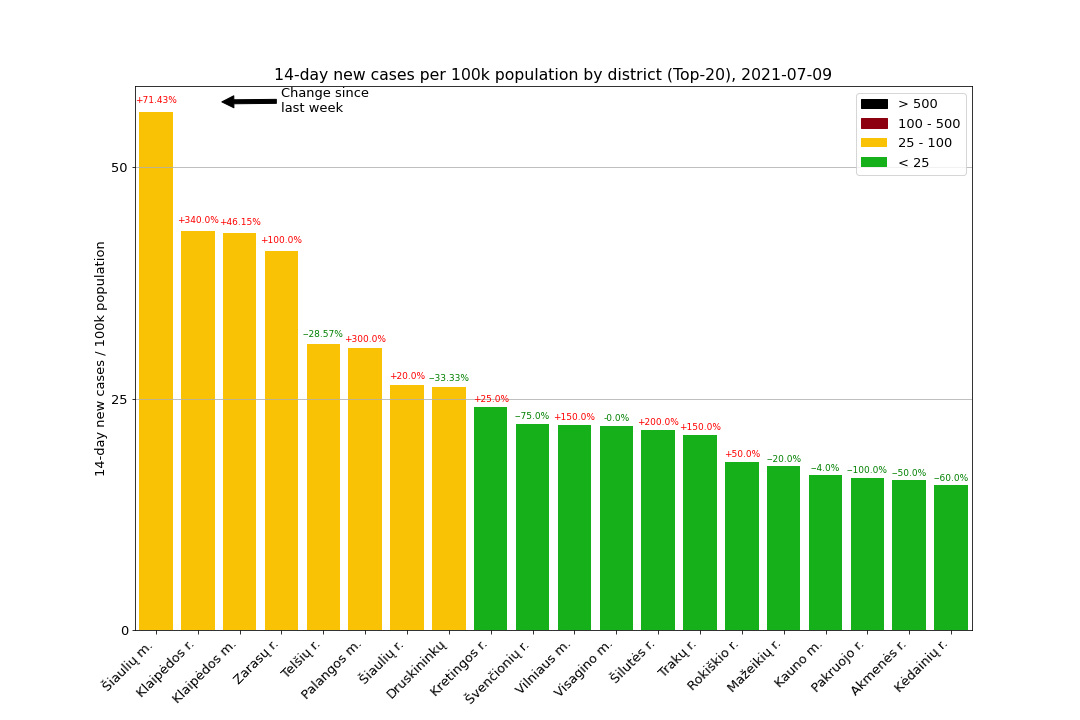 14-day new cases per 100k population by district (Top-20), 2021-07-09
+71.43%
Change since
last week
> 500
100 - 500
25 - 100
< 25
50
25
0
14-day new cases / 100k population
+340.0%
+46.15%
+100.0%
−28.57%
+300.0%
+20.0%
−33.33%
+25.0%
−75.0%
+150.0%
-0.0%
+200.0%
+150.0%
+50.0%
−20.0%
−4.0%
−100.0%
−50.0%
−60.0%
Šiaulių m.
Klaipėdos r.
Klaipėdos m.
Zarasų r.
Telšių r.
Palangos m.
Šiaulių r.
Druskininkų
Kretingos r.
Švenčionių r.
Vilniaus m.
Visagino m.
Šilutės r.
Trakų r.
Rokiškio r.
Mažeikių r.
Kauno m.
Pakruojo r.
Akmenės r.
Kėdainių r.